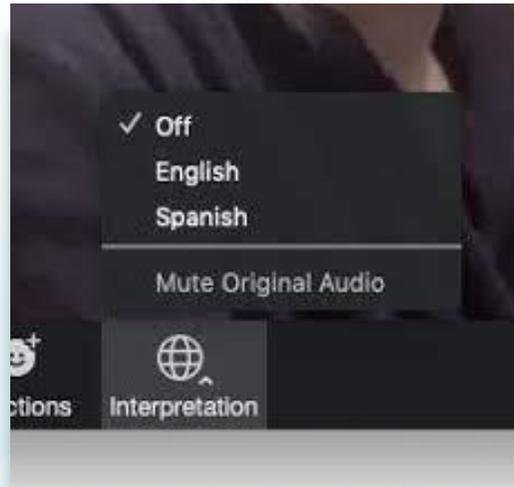 Off
English
Spanish
Mute Original Audio
ctions Interpretation